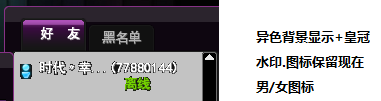 好 友
黑名单
时代°幸... (77880144)
离线
异色背景显示+皇冠
水印.图标保留现在
男/女图标